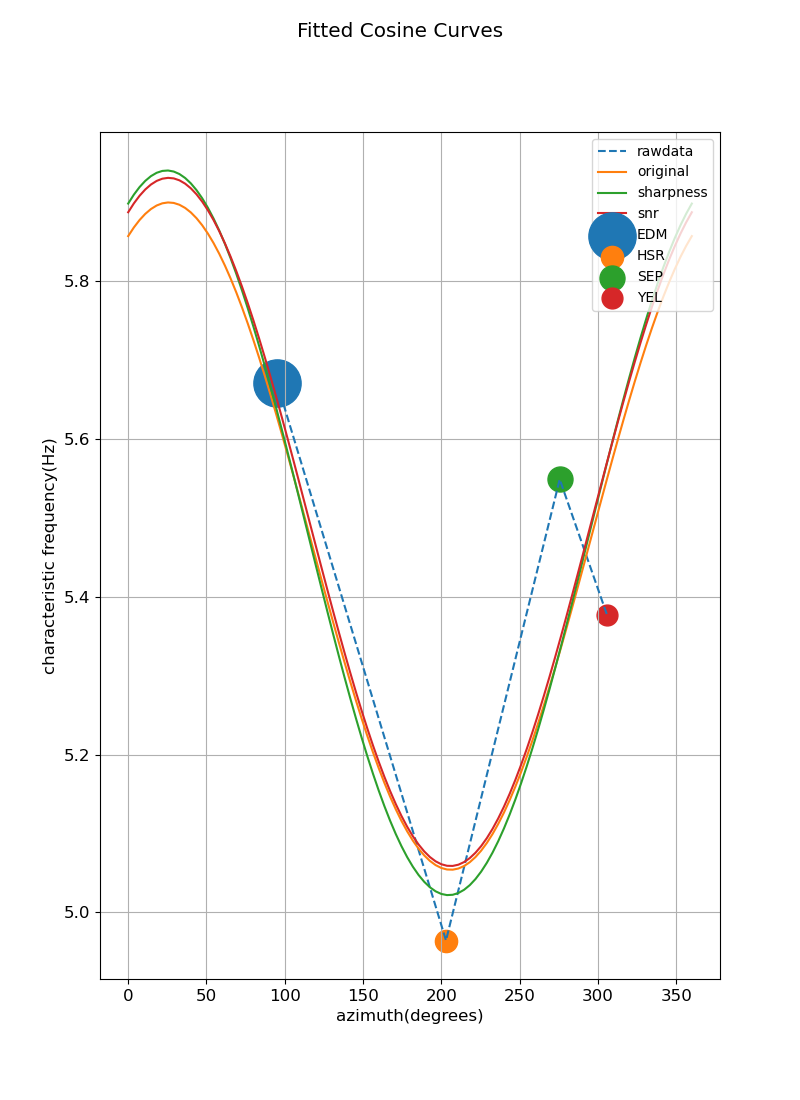 Fitted Cosine Curves
rawdata
original
sharpness
snr
EDM
HSR
SEP
YEL
characteristic frequency(Hz)
5.8
5.6
5.4
5.2
5.0
0 50 100 150 200 250 300 350
azimuth(degrees)